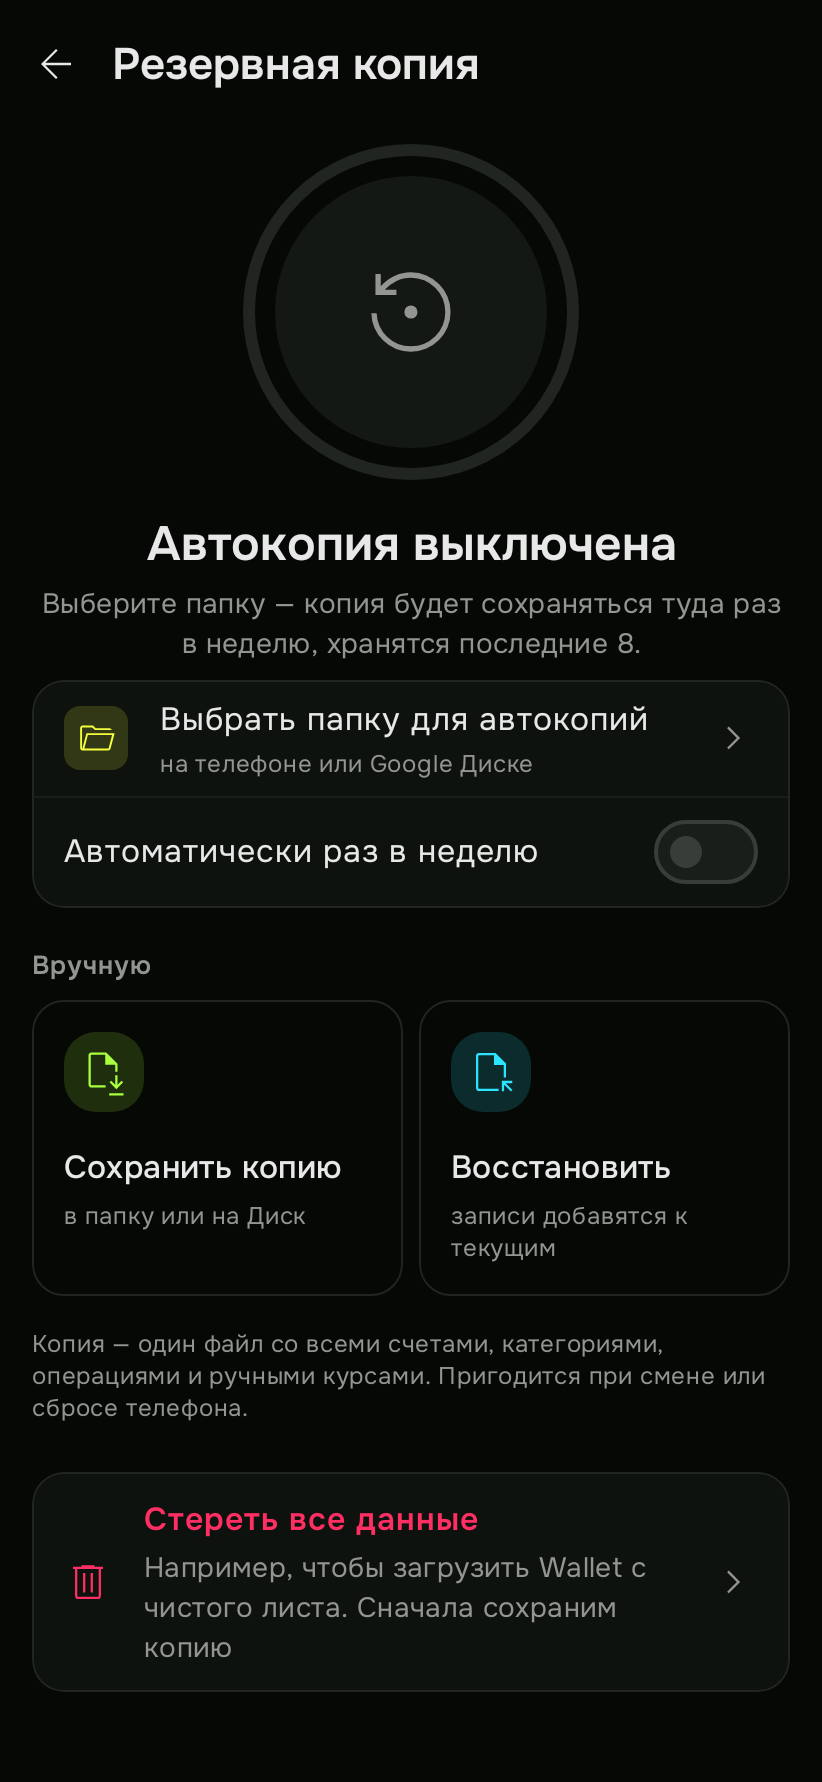 Резервная копия
Автокопия выключена
Выберите папку — копия будет сохраняться туда раз
в неделю, хранятся последние 8.
Выбрать папку для автокопий
на телефоне или Google Диске
Автоматически раз в неделю
Вручную
Сохранить копию
в папку или на Диск
Восстановить
записи добавятся к
текущим
Копия — один файл со всеми счетами, категориями,
операциями и ручными курсами. Пригодится при смене или
сбросе телефона.
Стереть все данные
Например, чтобы загрузить Wallet с
чистого листа. Сначала сохраним
копию